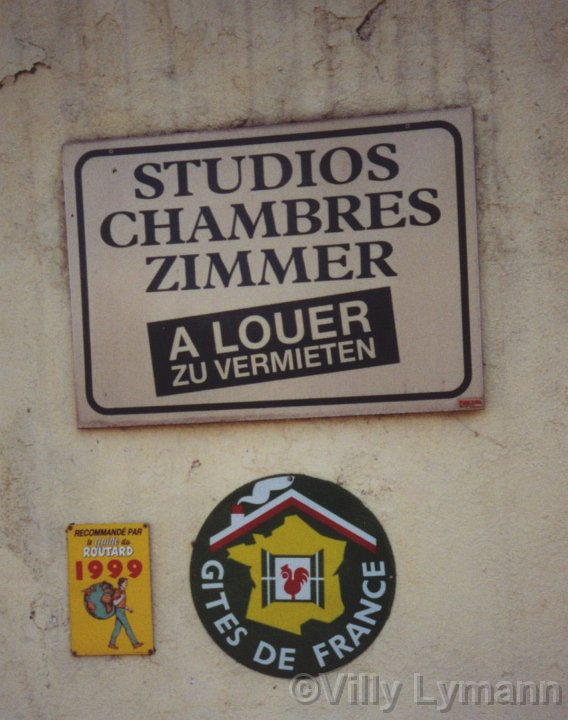 STUDIOS
CHAMBRES
ZIMMER
A LOUER
ZU VERMIETEN
RECOMMANDÉ PAR
le guide du
ROUTARD
1999
GITES DE FRANCE
©Villy Lymann